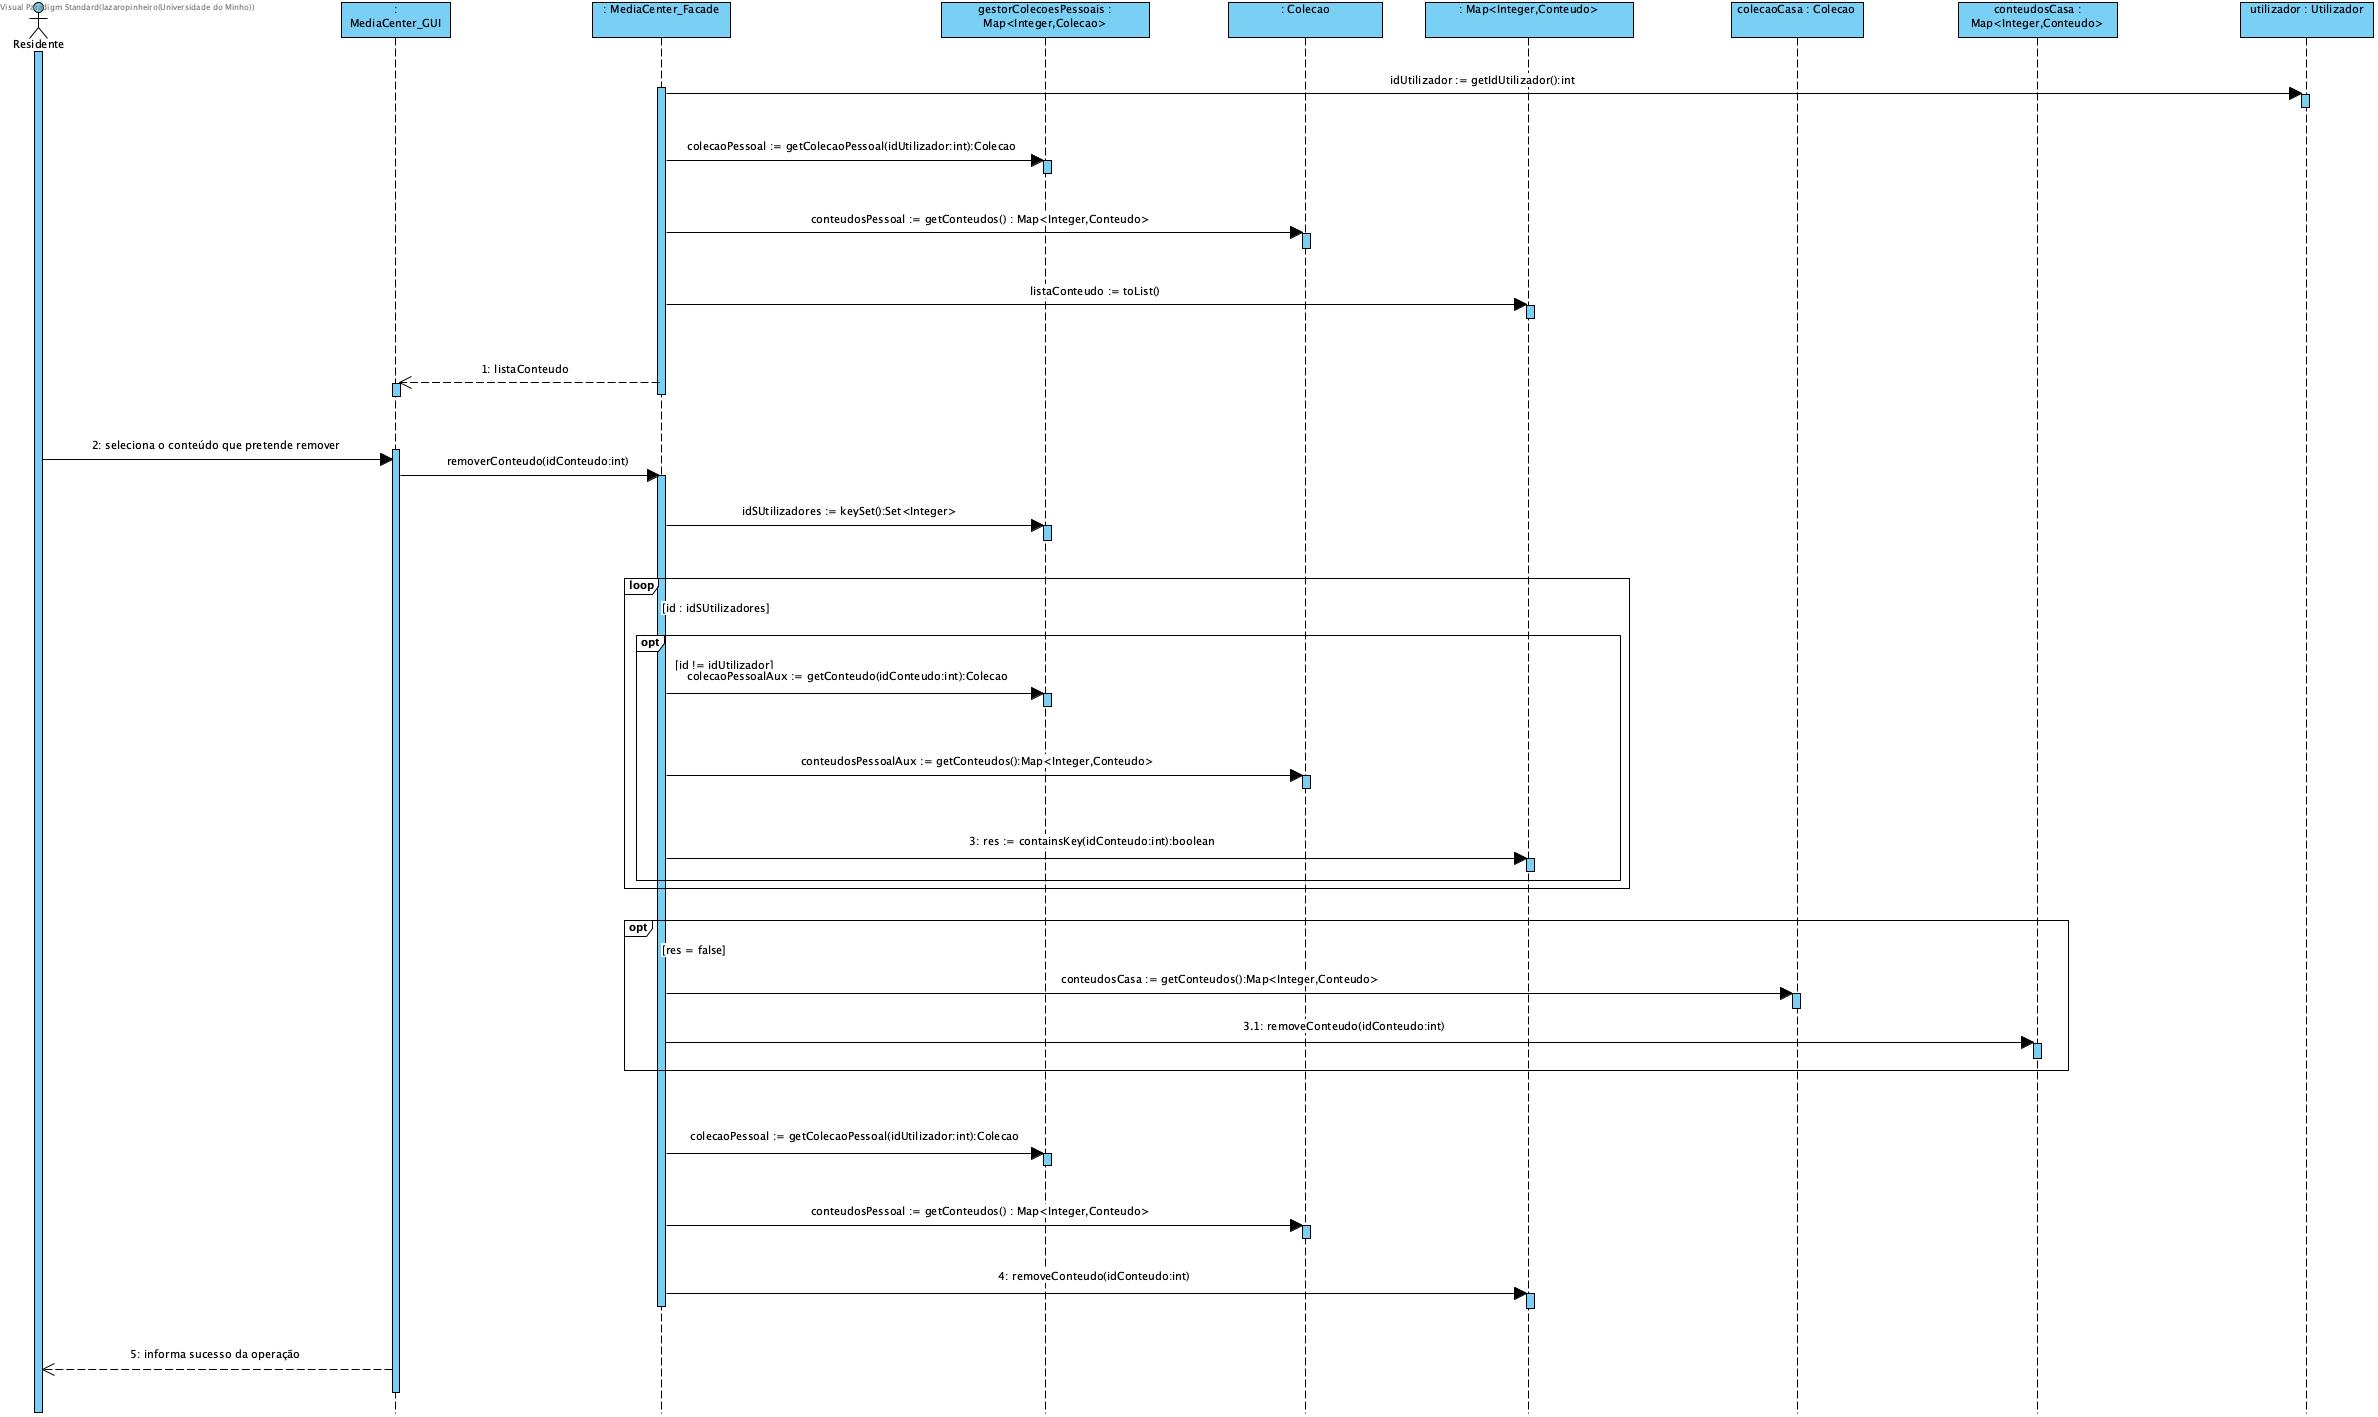 Visual Paradigm Standard(lazaropinheiro(Universidade do Minho))
Residente
:
MediaCenter_GUI
: MediaCenter_Facade
gestorColecoesPessoais :
Map<Integer,Colecao>
: Colecao
: Map<Integer,Conteudo>
colecaoCasa : Colecao
conteudosCasa :
Map<Integer,Conteudo>
utilizador : Utilizador
idUtilizador := getIdUtilizador():int
colecaoPessoal := getColecaoPessoal(idUtilizador:int):Colecao
conteudosPessoal := getConteudos() : Map<Integer,Conteudo>
listaConteudo := toList()
1: listaConteudo
2: seleciona o conteúdo que pretende remover
removerConteudo(idConteudo:int)
idSUtilizadores := keySet():Set<Integer>
loop
[id : idSUtilizadores]
opt
[id != idUtilizador]
colecaoPessoalAux := getConteudo(idConteudo:int):Colecao
conteudosPessoalAux := getConteudos():Map<Integer,Conteudo>
3: res := containsKey(idConteudo:int):boolean
opt
[res = false]
conteudosCasa := getConteudos():Map<Integer,Conteudo>
3.1: removeConteudo(idConteudo:int)
colecaoPessoal := getColecaoPessoal(idUtilizador:int):Colecao
conteudosPessoal := getConteudos() : Map<Integer,Conteudo>
4: removeConteudo(idConteudo:int)
5: informa sucesso da operação